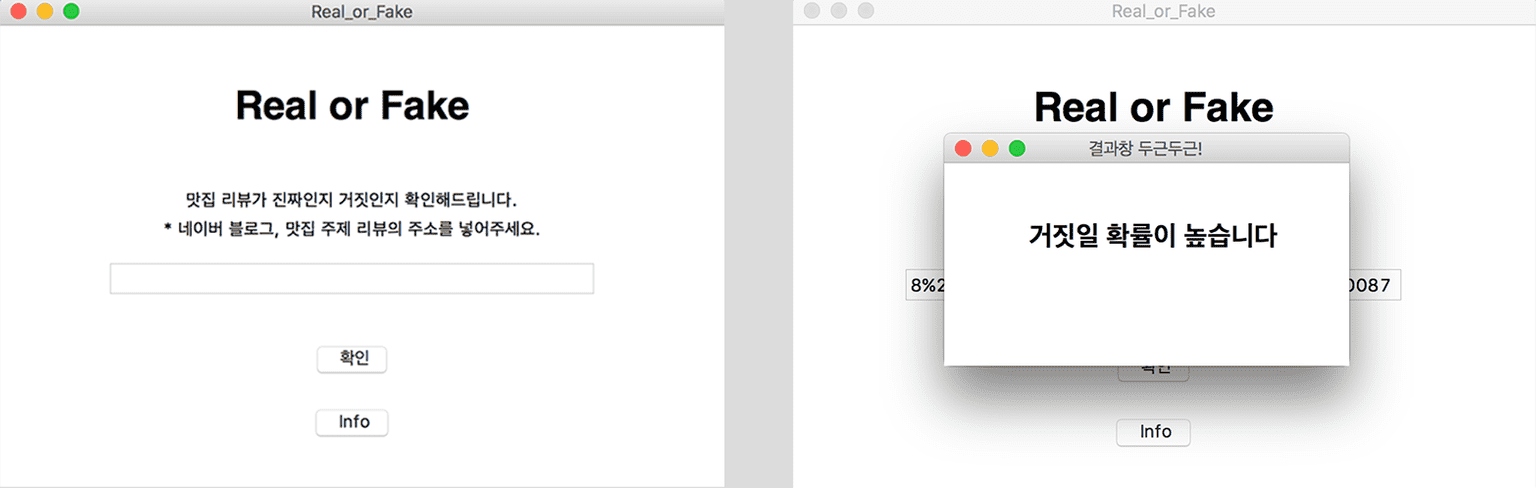 Real_or_Fake
Real or Fake
맛집 리뷰가 진짜인지 거짓인지 확인해드립니다.
* 네이버 블로그, 맛집 주제 리뷰의 주소를 넣어주세요.
확인
Info
Real_or_Fake
Real or Fake
결과창 두근두근!
거짓일 확률이 높습니다
8%2
0087
확인
Info